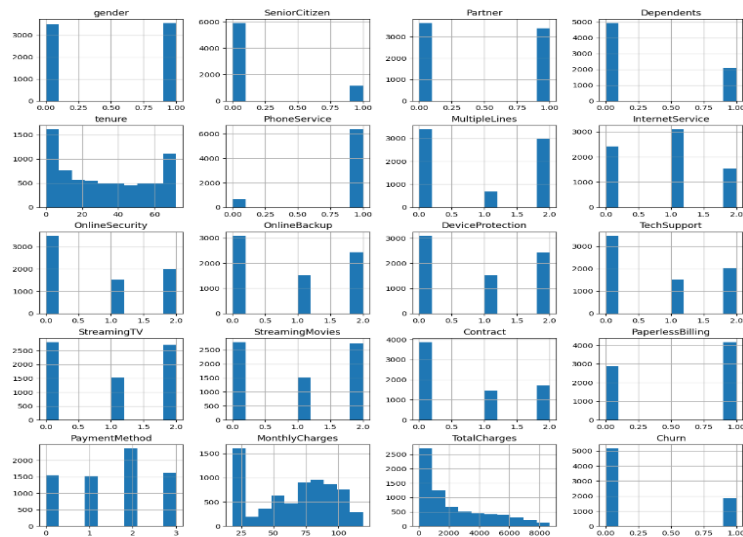 gender SeniorCitizen Partner Dependents
3000 2000 1000 0 6000 4000 2000 0 3000 2000 1000 0 5000 4000 3000 2000 1000 0
0.00 0.25 0.50 0.75 1.00 0.00 0.25 0.50 0.75 1.00 0.00 0.25 0.50 0.75 1.00 0.00 0.25 0.50 0.75 1.00
tenure PhoneService MultipleLines InternetService
1500 1000 500 0 6000 4000 2000 0 3000 2000 1000 0 3000 2000 1000 0
0 20 40 60 0.00 0.25 0.50 0.75 1.00 0.0 0.5 1.0 1.5 2.0 0.0 0.5 1.0 1.5 2.0
OnlineSecurity OnlineBackup DeviceProtection TechSupport
3000 2000 1000 0 3000 2000 1000 0 3000 2000 1000 0 3000 2000 1000 0
0.0 0.5 1.0 1.5 2.0 0.0 0.5 1.0 1.5 2.0 0.0 0.5 1.0 1.5 2.0 0.0 0.5 1.0 1.5 2.0
StreamingTV StreamingMovies Contract PaperlessBilling
2500 2000 1500 1000 500 0 2500 2000 1500 1000 500 0 4000 3000 2000 1000 0 4000 3000 2000 1000 0
0.0 0.5 1.0 1.5 2.0 0.0 0.5 1.0 1.5 2.0 0.0 0.5 1.0 1.5 2.0 0.00 0.25 0.50 0.75 1.00
PaymentMethod MonthlyCharges TotalCharges Churn
2000 1500 1000 500 0 1500 1000 500 0 2500 2000 1500 1000 500 0 5000 4000 3000 2000 1000 0
0 1 2 3 25 50 75 100 0 2000 4000 6000 8000 0.00 0.25 0.50 0.75 1.00